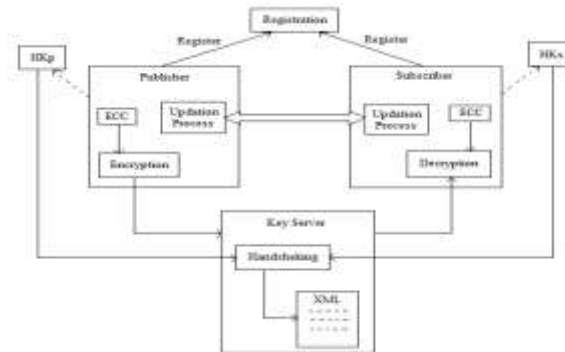 Registration
Register
Register
HKp
HKs
Publisher
Subscriber
ECC
Updation
Process
Updation
Process
ECC
Encryption
Decryption
Key Server
Handshaking
XML